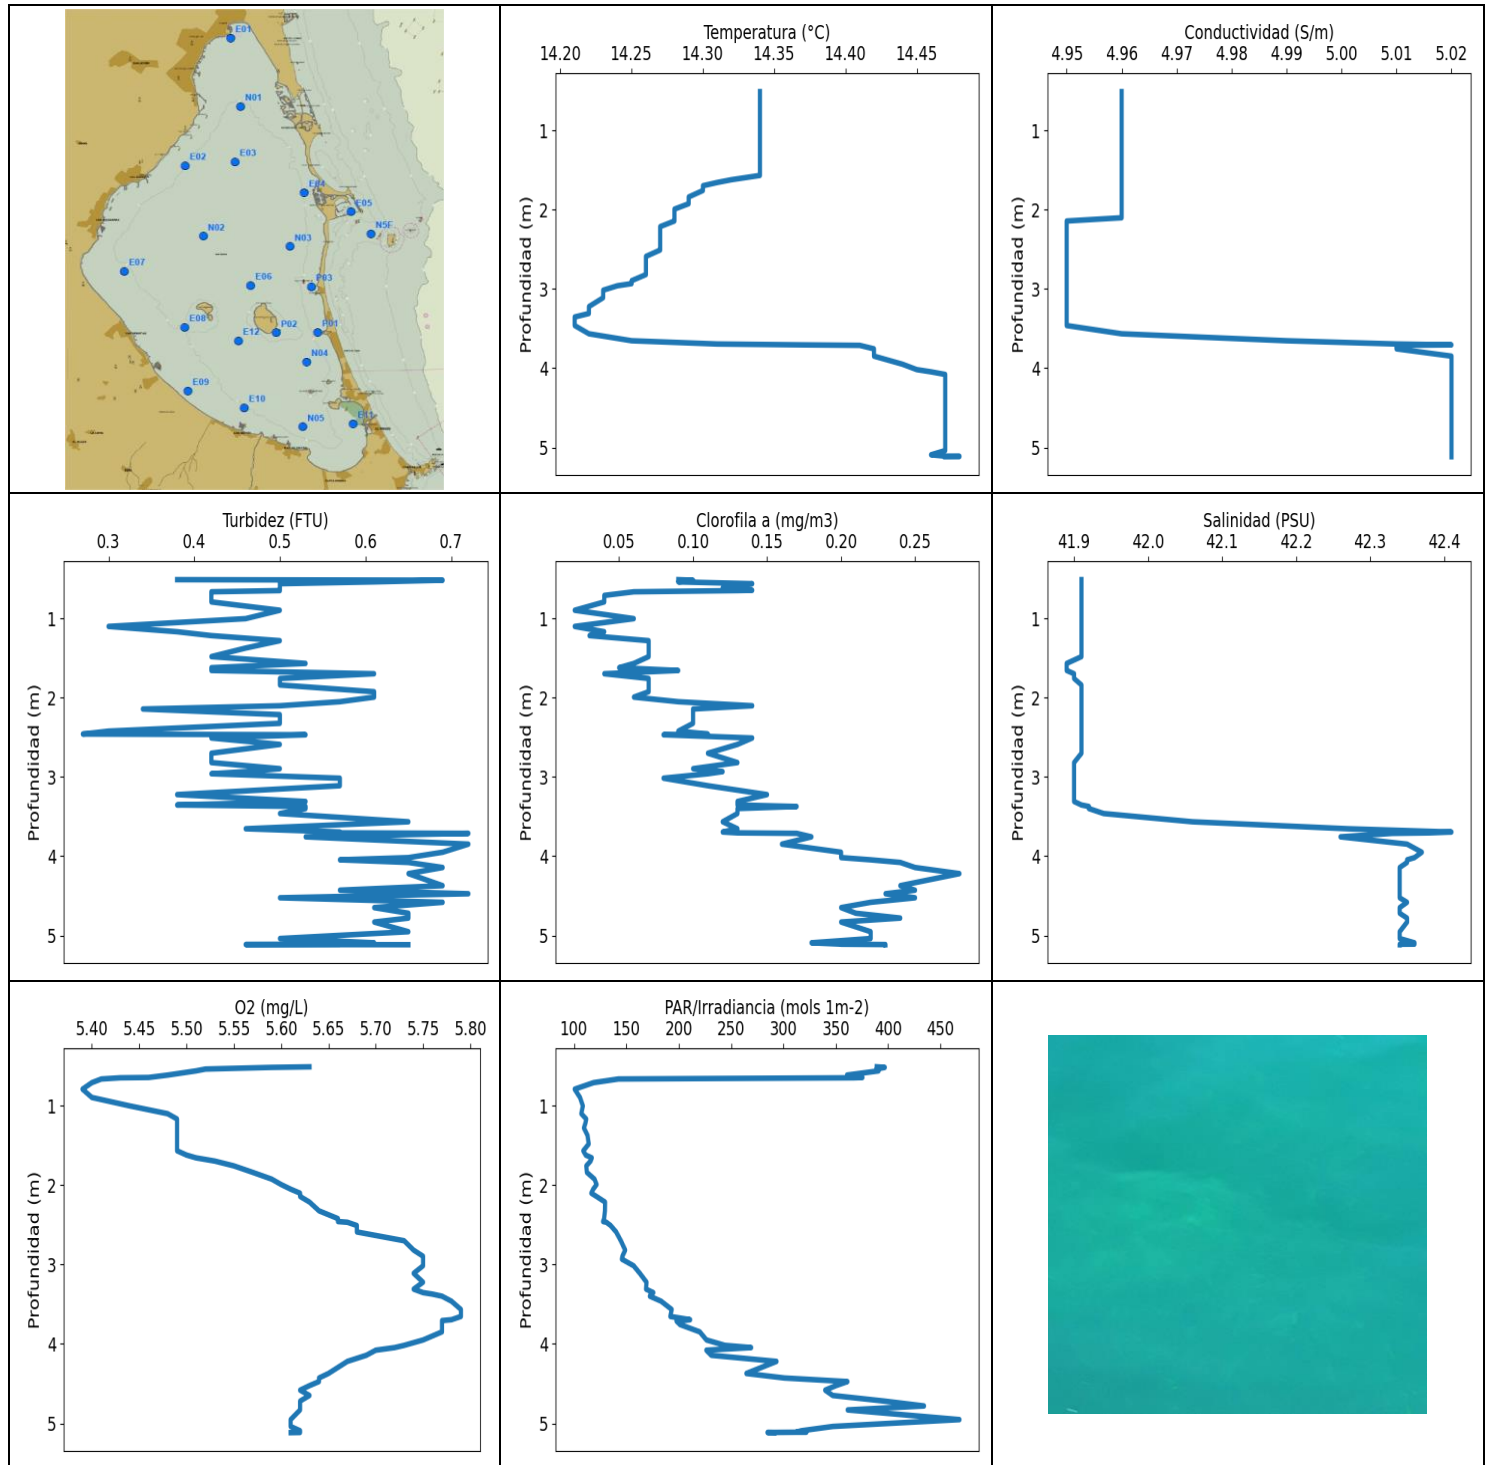 E01
N01
E02
E03
E04
E05
N5F
N02
N03
E07
E06
P03
E08
E12
P02
P01
N04
E09
E10
N05
E11
Temperatura (°C)
14.20 14.25 14.30 14.35 14.40 14.45
Profundidad (m)
1
2
3
4
5
Conductividad (S/m)
4.95 4.96 4.97 4.98 4.99 5.00 5.01 5.02
Profundidad (m)
1
2
3
4
5
Turbidez (FTU)
0.3 0.4 0.5 0.6 0.7
Profundidad (m)
1
2
3
4
5
Clorofila a (mg/m3)
0.05 0.10 0.15 0.20 0.25
Profundidad (m)
1
2
3
4
5
Salinidad (PSU)
41.9 42.0 42.1 42.2 42.3 42.4
Profundidad (m)
1
2
3
4
5
O2 (mg/L)
5.40 5.45 5.50 5.55 5.60 5.65 5.70 5.75 5.80
Profundidad (m)
1
2
3
4
5
PAR/Irradiancia (mols 1m-2)
100 150 200 250 300 350 400 450
Profundidad (m)
1
2
3
4
5